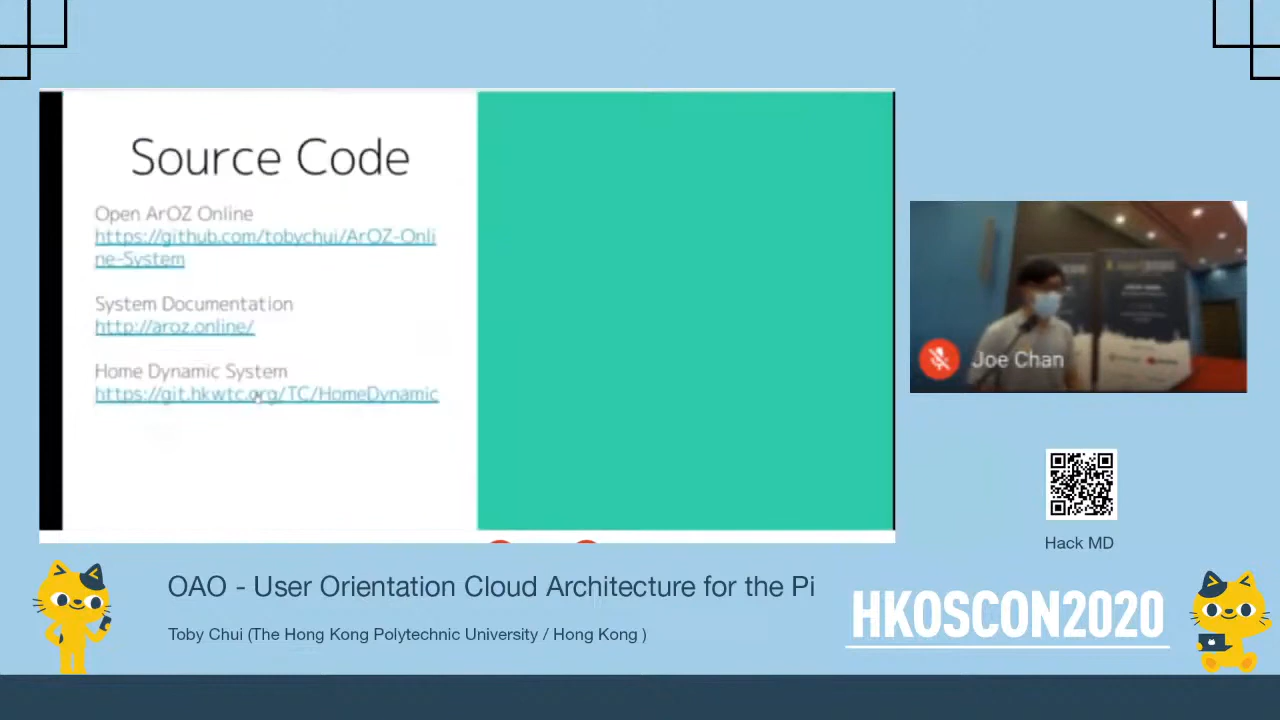 Source Code
Open ArOZ Online
https://github.com/tobychui/ArOZ-Onli
ne-System
System Documentation
http://aroz.online/
Home Dynamic System
https://git.hkwtc.org/TC/HomeDynamic
Joe Chan
Hack MD
OAO - User Orientation Cloud Architecture for the Pi
Toby Chui (The Hong Kong Polytechnic University / Hong Kong )
HKOSCON2020